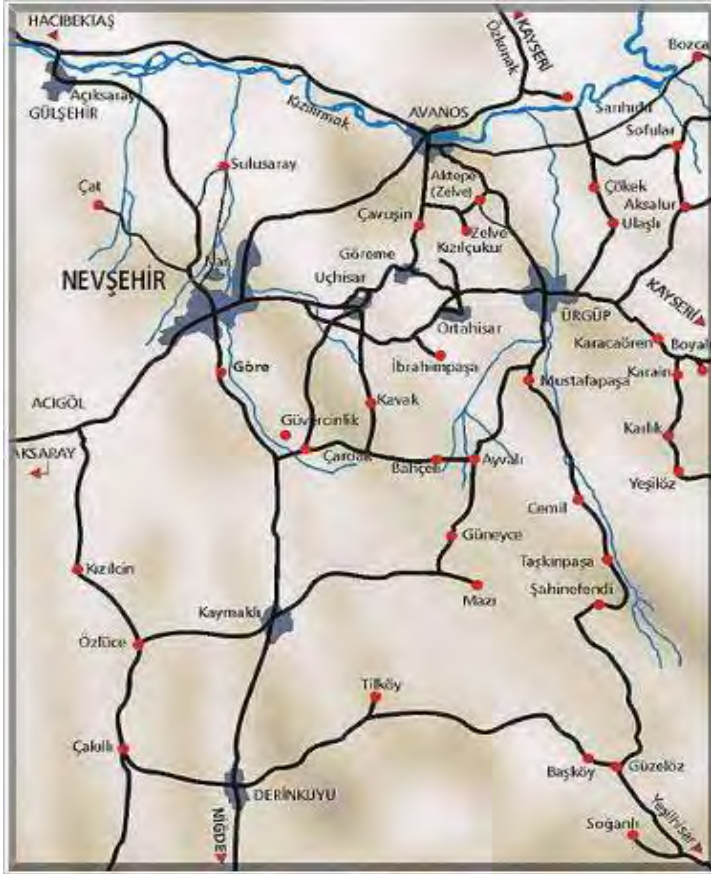 HACIBEKTAŞ
KAYSERİ
Özkonak
Bozca
Açıksaray
GÜLŞEHİR
Kızılırmak
AVANOS
Sarıhıdır
Sofular
Sulusaray
Aktepe
(Zelve)
Çat
Çökek
Aksalur
Çavuşin
Zelve
Ulaşlı
Kızılçukur
Göreme
Nar
NEVŞEHİR
Uçhisar
KAYSERİ
Ortahisar
ÜRGÜP
Karacaören
Boyalı
İbrahimpaşa
Göre
Mustafapaşa
Karain
ACIGÖL
Kavak
Güvercinlik
Karlık
AKSARAY
Çardak
Bahçeli
Ayvalı
Yeşilöz
Cemil
Güneyce
Taşkınpaşa
Kızılcin
Mazı
Şahinefendi
Kaymaklı
Özlüce
Tilköy
Çakıllı
Başköy
Güzelöz
DERİNKUYU
NİĞDE
Soğanlı
Yeşilhisar